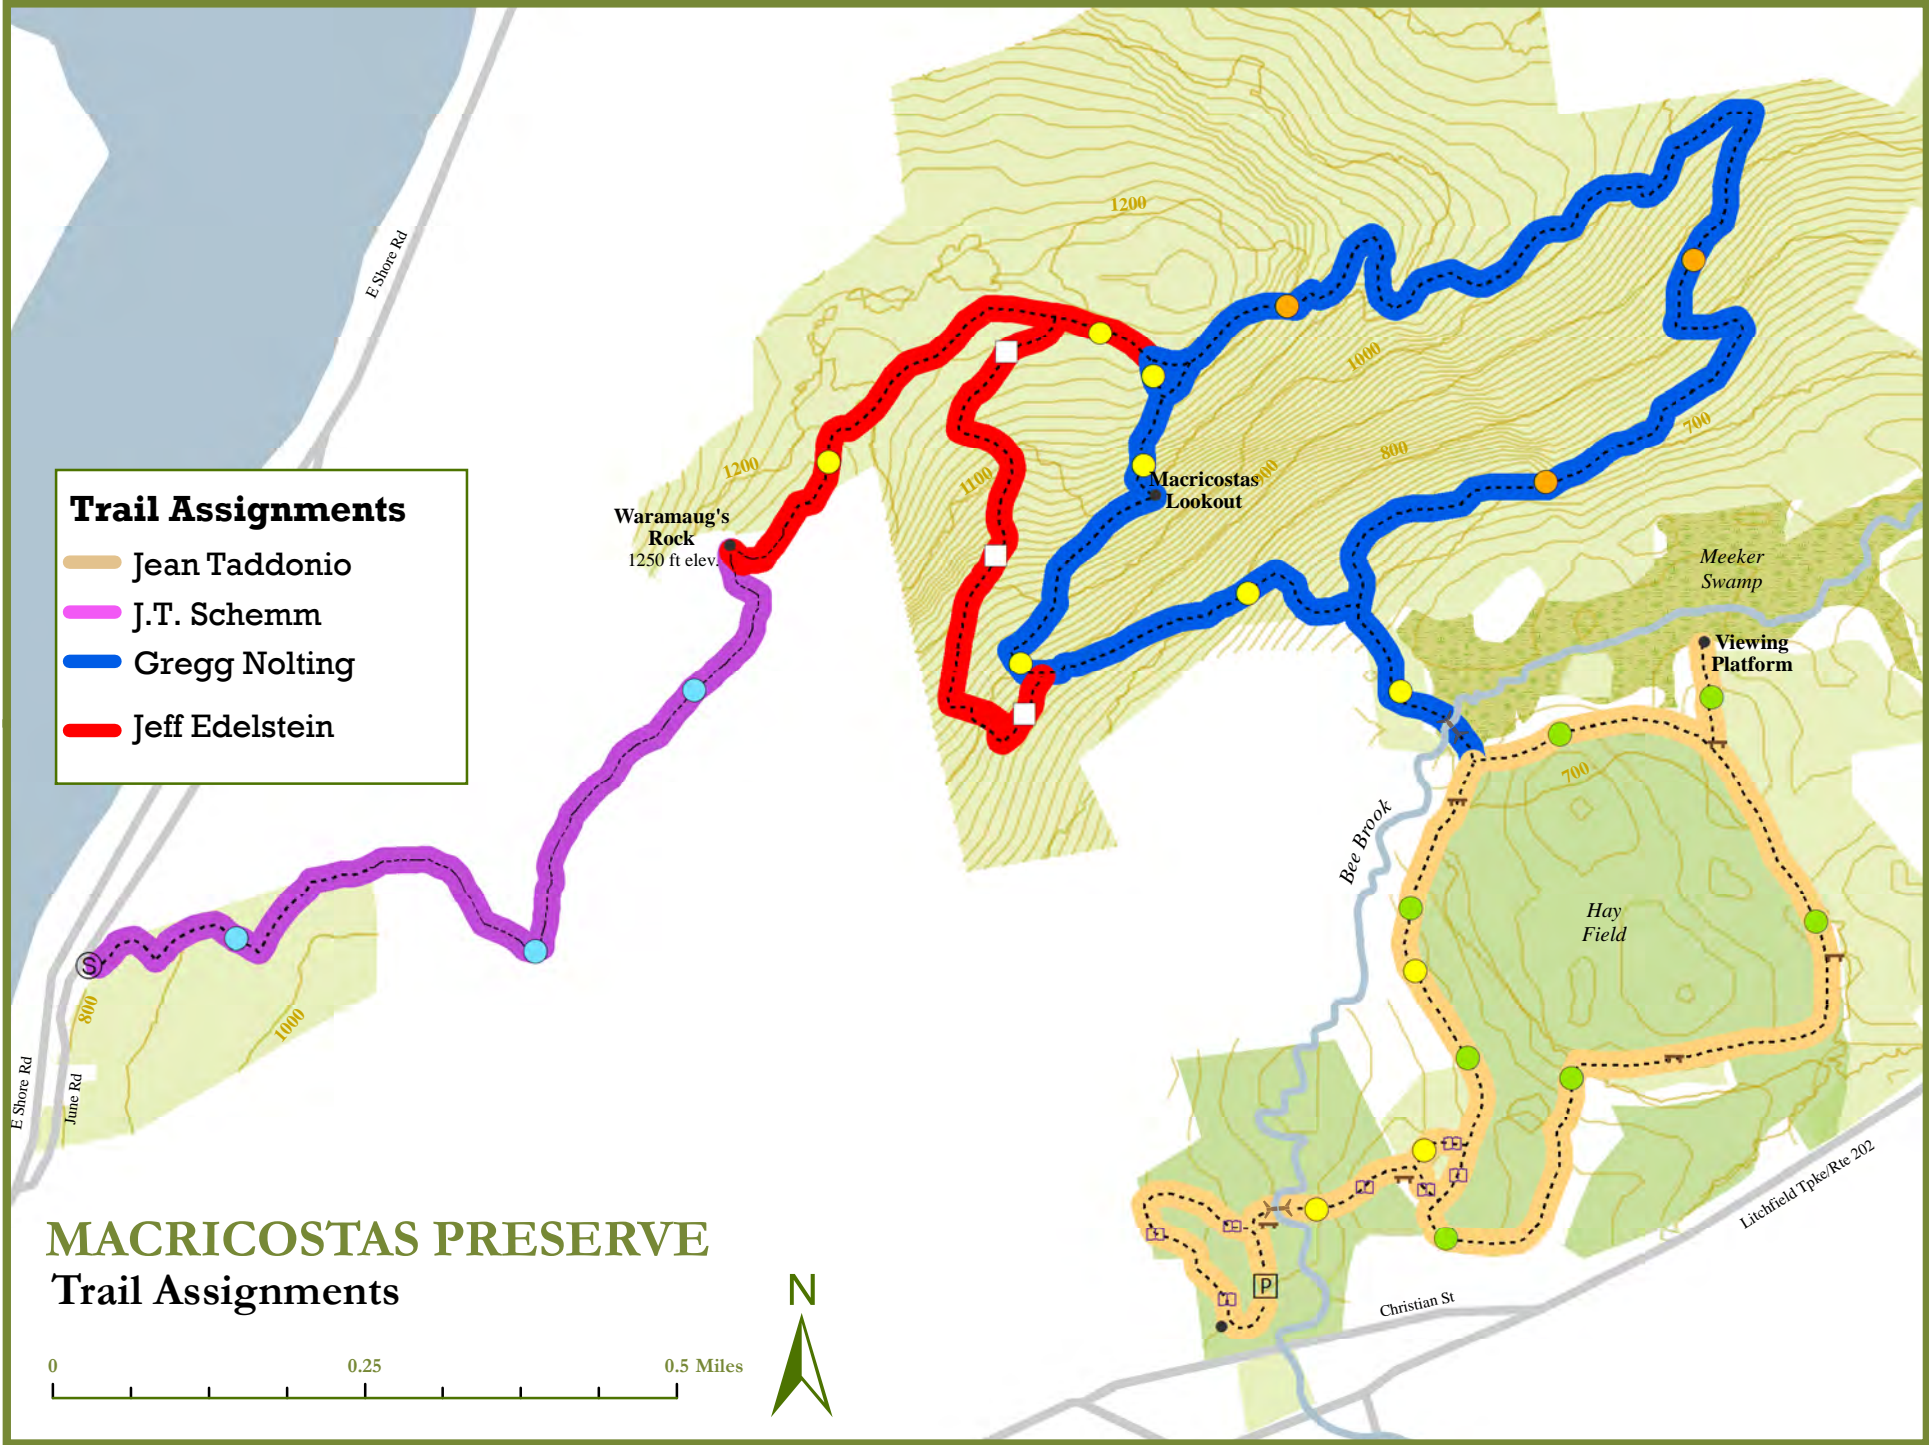 1200
E Shore Rd
1000
1200
1100
900
800
700
Macricostas
Lookout
Waramaug's
Rock
1250 ft elev.
Trail Assignments
Jean Taddonio
J.T. Schemm
Gregg Nolting
Jeff Edelstein
Meeker
Swamp
Viewing
Platform
700
Bee Brook
Hay
Field
S
800
1000
E Shore Rd
June Rd
Litchfield Tpke/Rte 202
P
Christian St
MACRICOSTAS PRESERVE
Trail Assignments
N
0 0.25 0.5 Miles